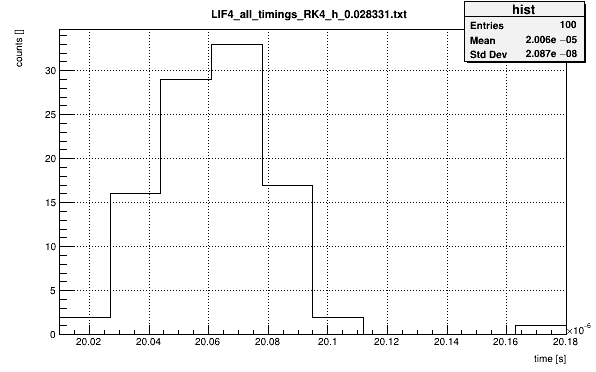 LIF4_all_timings_RK4_h_0.028331.txt
hist
Entries 100
Mean 2.006e −05
Std Dev 2.087e −08
counts []
30
25
20
15
10
5
0
20.02 20.04 20.06 20.08 20.1 20.12 20.14 20.16 20.18
×10−6
time [s]